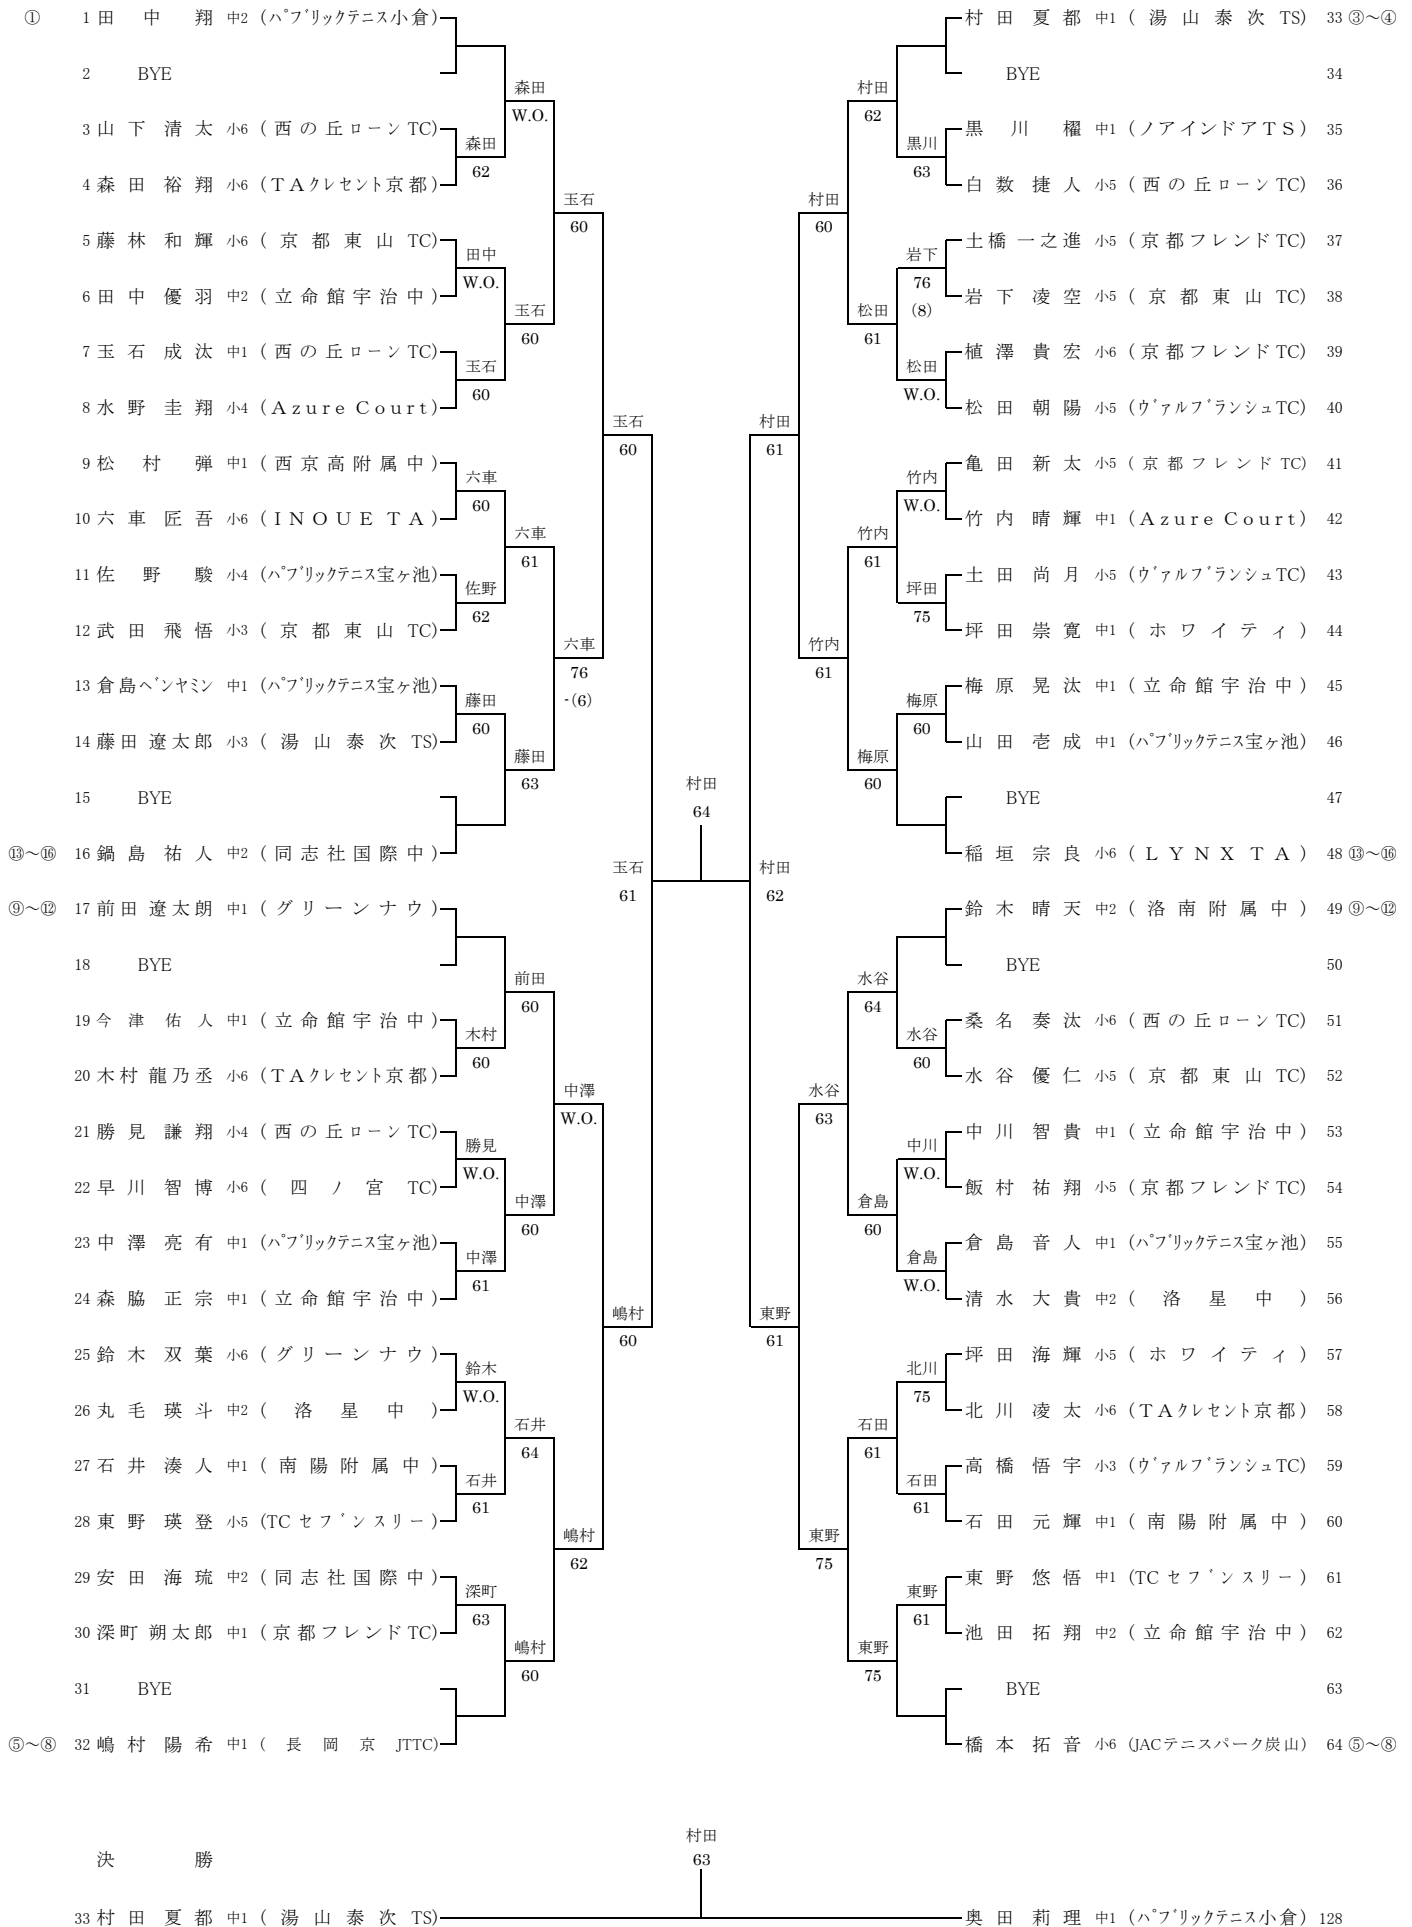 ① 1 田中 翔 中2 (パブリックテニス小倉)
2 BYE
3 山下清太 小6 (西の丘ローンTC)
4 森田裕翔 小6 (TAクレセント京都)
5 藤林和輝 小6 (京都東山TC)
6 田中優羽 中2 (立命館宇治中)
7 玉石成汰 中1 (西の丘ローンTC)
8 水野圭翔 小4 (Azure Court)
9 松村 弾 中1 (西京高附属中)
10 六車匠吾 小6 (INOUE TA)
11 佐野 駿 小4 (パブリックテニス宝ヶ池)
12 武田飛悟 小3 (京都東山TC)
13 倉島ベンヤミン 中1 (パブリックテニス宝ヶ池)
14 藤田遼太郎 小3 (湯山泰次TS)
15 BYE
⑬～⑯ 16 鍋島祐人 中2 (同志社国際中)
⑨～⑫ 17 前田遼太朗 中1 (グリーンナウ)
18 BYE
19 今津佑人 中1 (立命館宇治中)
20 木村龍乃丞 小6 (TAクレセント京都)
21 勝見謙翔 小4 (西の丘ローンTC)
22 早川智博 小6 (四ノ宮TC)
23 中澤亮有 中1 (パブリックテニス宝ヶ池)
24 森脇正宗 中1 (立命館宇治中)
25 鈴木双葉 小6 (グリーンナウ)
26 丸毛瑛斗 中2 (洛星中)
27 石井湊人 中1 (南陽附属中)
28 東野瑛登 小5 (TCセブンスリー)
29 安田海琉 中2 (同志社国際中)
30 深町朔太郎 中1 (京都フレンドTC)
31 BYE
⑤～⑧ 32 嶋村陽希 中1 (長岡京JTTC)
森田
62
田中
W.O.
玉石
60
六車
60
佐野
62
藤田
60
木村
60
勝見
W.O.
中澤
61
鈴木
W.O.
石井
61
深町
63
森田
W.O.
玉石
60
六車
61
藤田
63
前田
60
中澤
60
石井
64
嶋村
60
玉石
60
六車
76
-(6)
中澤
W.O.
嶋村
62
玉石
60
嶋村
60
玉石
61
村田
64
村田
62
村田
61
東野
61
村田
60
竹内
61
水谷
63
東野
75
村田
62
松田
61
竹内
61
梅原
60
水谷
64
倉島
60
石田
61
東野
75
黒川
63
岩下
76
(8)
松田
W.O.
竹内
W.O.
坪田
75
梅原
60
水谷
60
中川
W.O.
倉島
W.O.
北川
75
石田
61
東野
61
村田夏都 中1 (湯山泰次TS) 33 ③～④
BYE 34
黒川 櫂 中1 (ノアインドアTS) 35
白数捷人 小5 (西の丘ローンTC) 36
土橋一之進 小5 (京都フレンドTC) 37
岩下凌空 小5 (京都東山TC) 38
植澤貴宏 小6 (京都フレンドTC) 39
松田朝陽 小5 (ヴァルブランシュTC) 40
亀田新太 小5 (京都フレンドTC) 41
竹内晴輝 中1 (Azure Court) 42
土田尚月 小5 (ヴァルブランシュTC) 43
坪田崇寛 中1 (ホワイティ) 44
梅原晃汰 中1 (立命館宇治中) 45
山田壱成 中1 (パブリックテニス宝ヶ池) 46
BYE 47
稲垣宗良 小6 (LYNXTA) 48 ⑬～⑯
鈴木晴天 中2 (洛南附属中) 49 ⑨～⑫
BYE 50
桑名奏汰 小6 (西の丘ローンTC) 51
水谷優仁 小5 (京都東山TC) 52
中川智貴 中1 (立命館宇治中) 53
飯村祐翔 小5 (京都フレンドTC) 54
倉島音人 中1 (パブリックテニス宝ヶ池) 55
清水大貴 中2 (洛星中) 56
坪田海輝 小5 (ホワイティ) 57
北川凌太 小6 (TAクレセント京都) 58
高橋悟宇 小3 (ヴァルブランシュTC) 59
石田元輝 中1 (南陽附属中) 60
東野悠悟 中1 (TCセブンスリー) 61
池田拓翔 中2 (立命館宇治中) 62
BYE 63
橋本拓音 小6 (JACテニスパーク炭山) 64 ⑤～⑧
決勝
村田
63
33 村田夏都 中1 (湯山泰次TS)
奥田莉理 中1 (パブリックテニス小倉) 128